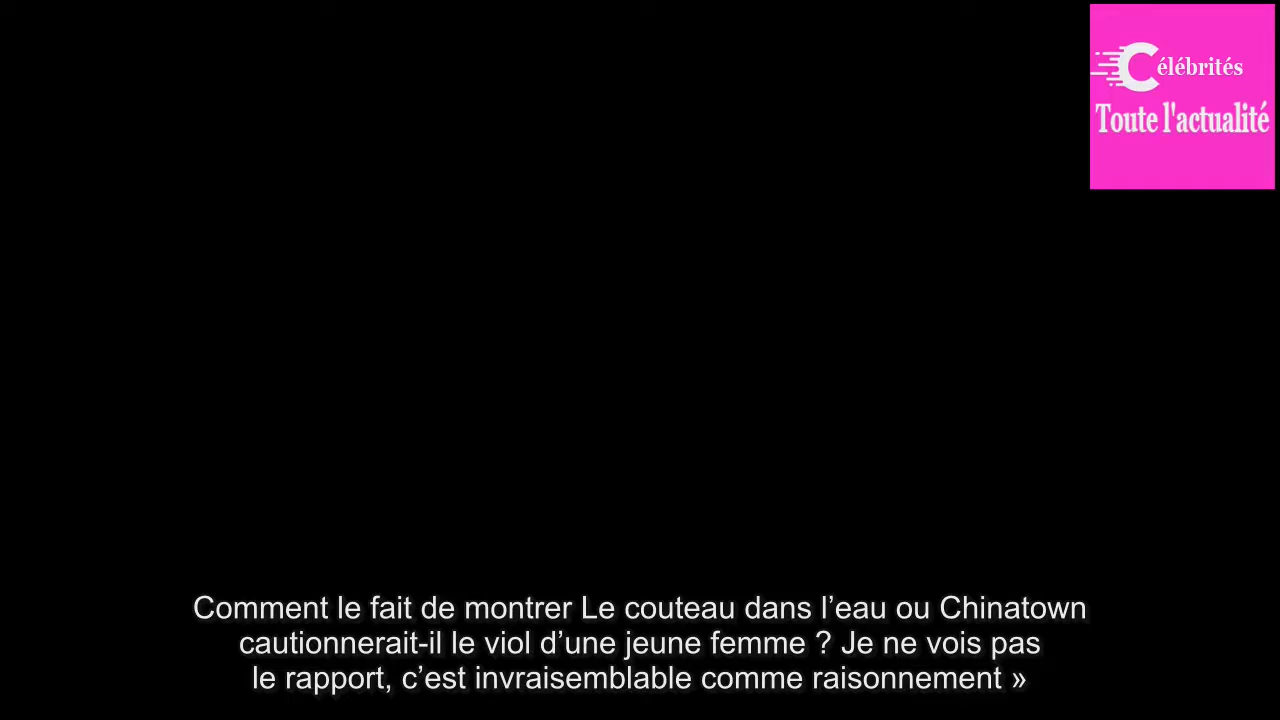 Célébrités
Toute l'actualité
Comment le fait de montrer Le couteau dans l’eau ou Chinatown
cautionnerait-il le viol d’une jeune femme ? Je ne vois pas
le rapport, c’est invraisemblable comme raisonnement »